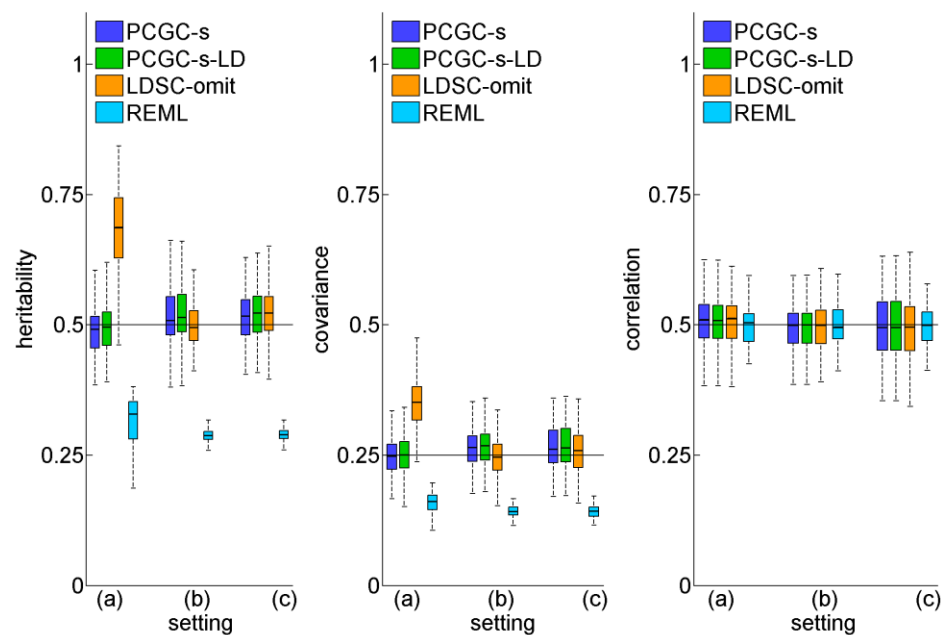 PCGC-s
PCGC-s-LD
LDSC-omit
REML
1
0.75
0.5
0.25
0
heritability
(a) (b) (c)
setting
PCGC-s
PCGC-s-LD
LDSC-omit
REML
1
0.75
0.5
0.25
0
covariance
(a) (b) (c)
setting
PCGC-s
PCGC-s-LD
LDSC-omit
REML
1
0.75
0.5
0.25
0
correlation
(a) (b) (c)
setting